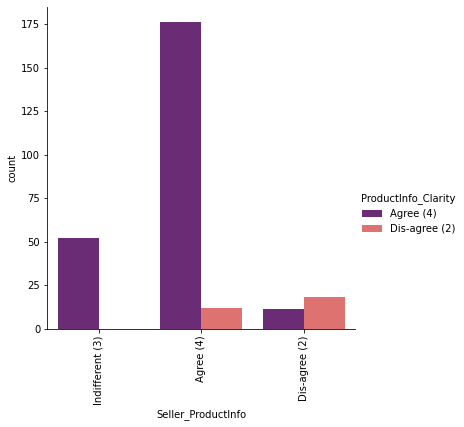 175
150
125
100
75
50
25
0
count
Indifferent (3)
Agree (4)
Dis-agree (2)
Seller_ProductInfo
ProductInfo_Clarity
Agree (4)
Dis-agree (2)